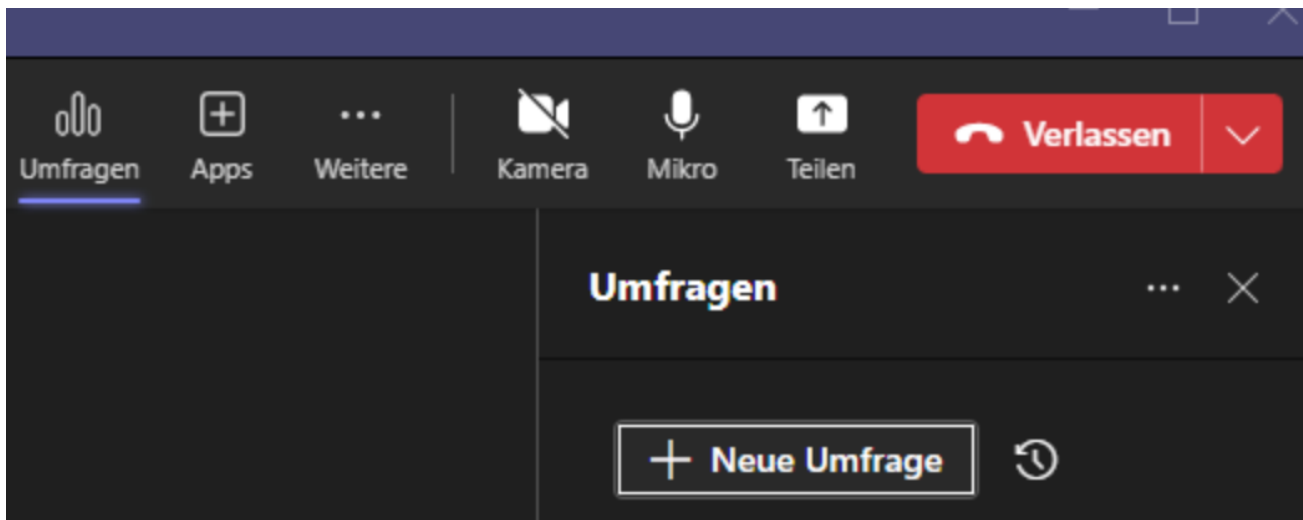 Umfragen Apps Weitere Kamera Mikro Teilen Verlassen
Umfragen
Neue Umfrage